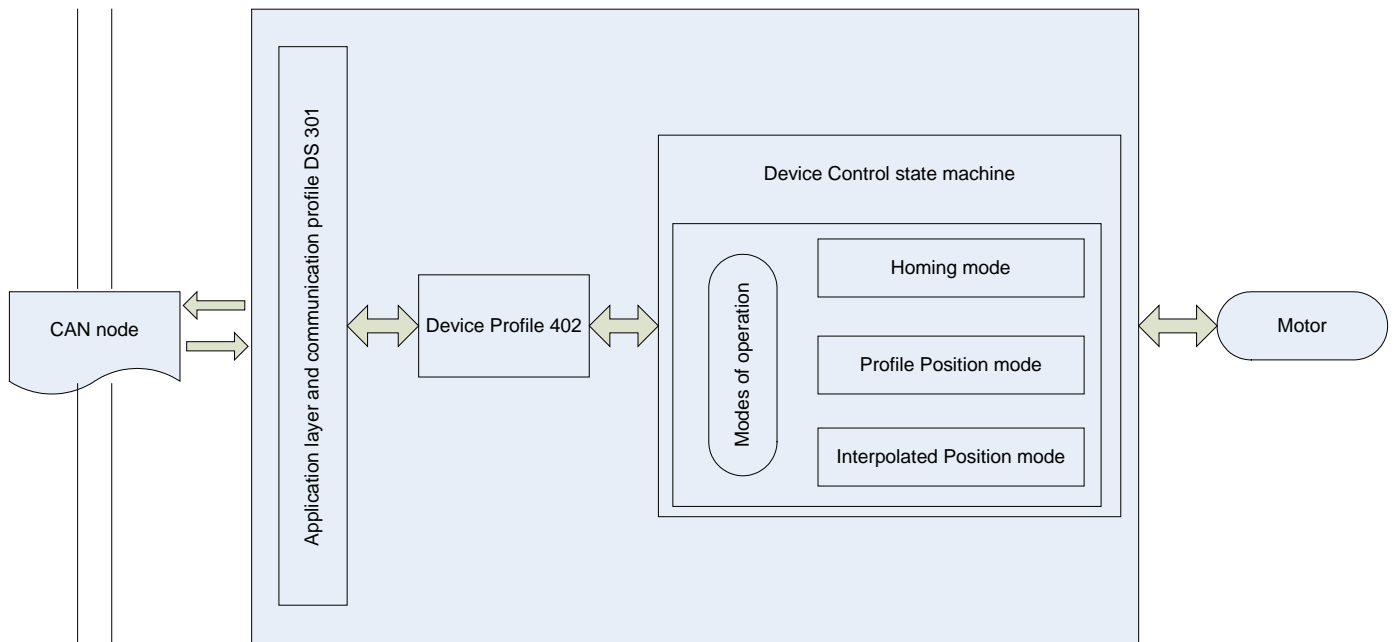 CAN node
Application layer and communication profile DS 301
Device Profile 402
Device Control state machine
Modes of operation
Homing mode
Profile Position mode
Interpolated Position mode
Motor